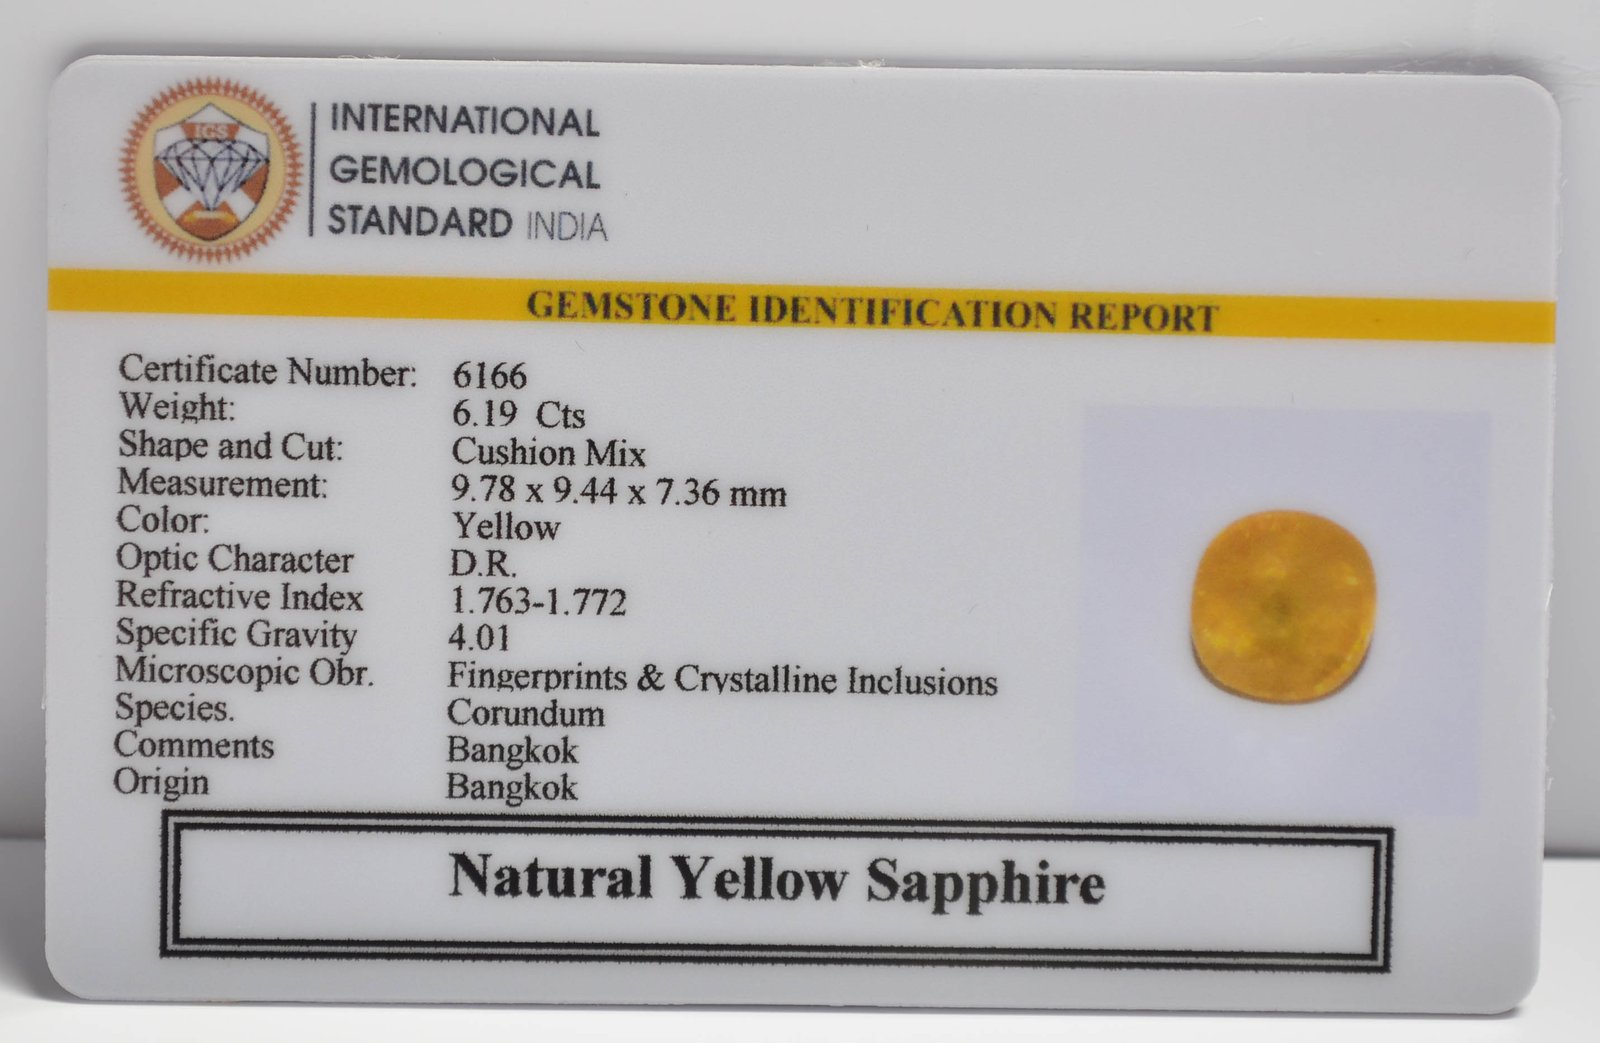 IGS
INTERNATIONAL
GEMOLOGICAL
STANDARD INDIA
GEMSTONE IDENTIFICATION REPORT
Certificate Number: 6166
Weight: 6.19 Cts
Shape and Cut: Cushion Mix
Measurement: 9.78 x 9.44 x 7.36 mm
Color: Yellow
Optic Character D.R.
Refractive Index 1.763-1.772
Specific Gravity 4.01
Microscopic Obr. Fingerprints & Crystalline Inclusions
Species. Corundum
Comments Bangkok
Origin Bangkok
Natural Yellow Sapphire